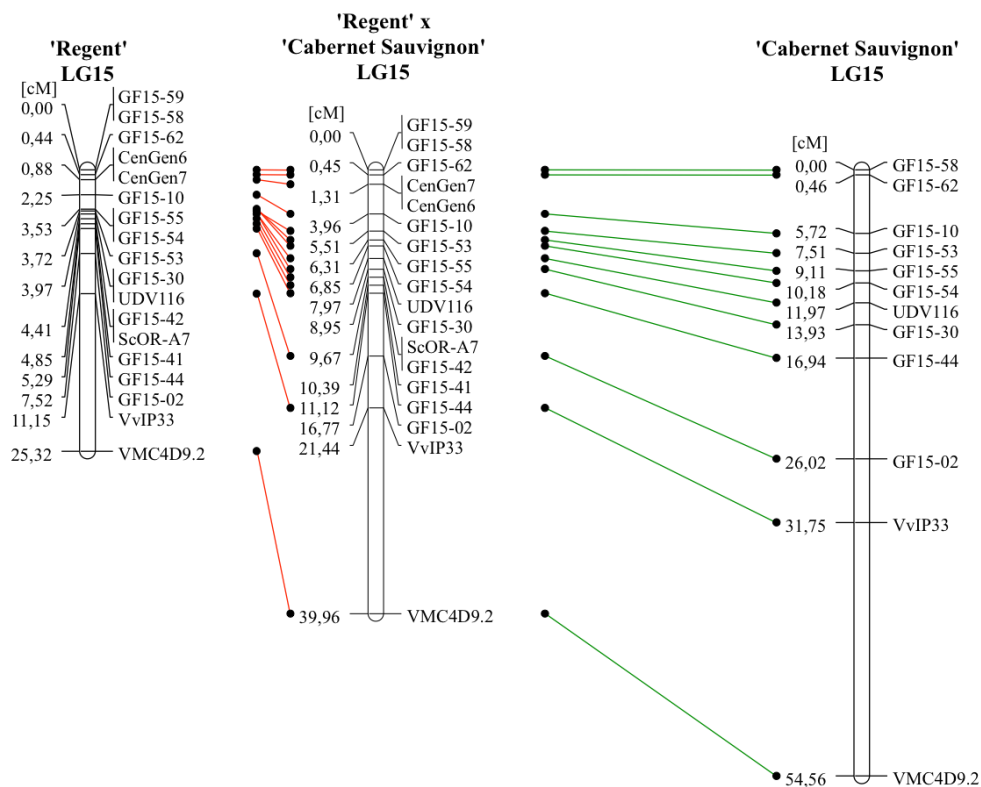 'Regent'
LG15
[cM]
0,00
0,44
0,88
2,25
3,53
3,72
3,97
4,41
4,85
5,29
7,52
11,15
25,32
GF15-59
GF15-58
GF15-62
CenGen6
CenGen7
GF15-10
GF15-55
GF15-54
GF15-53
GF15-30
UDV116
GF15-42
ScOR-A7
GF15-41
GF15-44
GF15-02
VvIP33
VMC4D9.2
'Regent' x
'Cabernet Sauvignon'
LG15
[cM]
0,00
0,45
1,31
3,96
5,51
6,31
6,85
7,97
8,95
9,67
10,39
11,12
16,77
21,44
39,96
GF15-59
GF15-58
GF15-62
CenGen7
CenGen6
GF15-10
GF15-53
GF15-55
GF15-54
UDV116
GF15-30
ScOR-A7
GF15-42
GF15-41
GF15-44
GF15-02
VvIP33
VMC4D9.2
'Cabernet Sauvignon'
LG15
[cM]
0,00 GF15-58
0,46 GF15-62
5,72 GF15-10
7,51 GF15-53
9,11 GF15-55
10,18 GF15-54
11,97 UDV116
13,93 GF15-30
16,94 GF15-44
26,02 GF15-02
31,75 VvIP33
54,56 VMC4D9.2